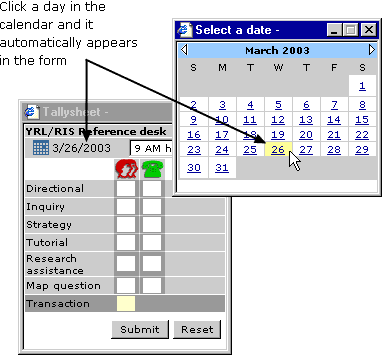 Click a day in the
calendar and it
automatically appears
in the form
Select a date -
March 2003
S M T W T F S
1
2 3 4 5 6 7 8
9 10 11 12 13 14 15
16 17 18 19 20 21 22
23 24 25 26 27 28 29
30 31
Tallysheet -
YRL/RIS Reference desk
3/26/2003 9 AM h
Directional
Inquiry
Strategy
Tutorial
Research
assistance
Map question
Transaction
Submit Reset